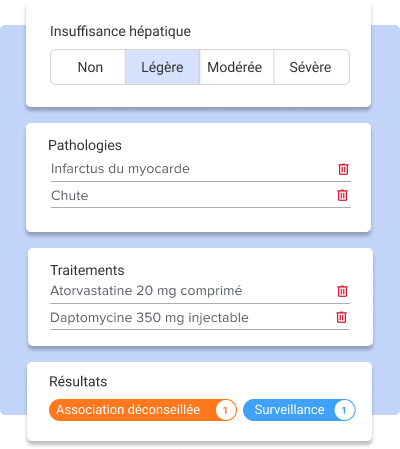 Insuffisance hépatique
Non Légère Modérée Sévère
Pathologies
Infarctus du myocarde
Chute
Traitements
Atorvastatine 20 mg comprimé
Daptomycine 350 mg injectable
Résultats
Association déconseillée 1 Surveillance 1